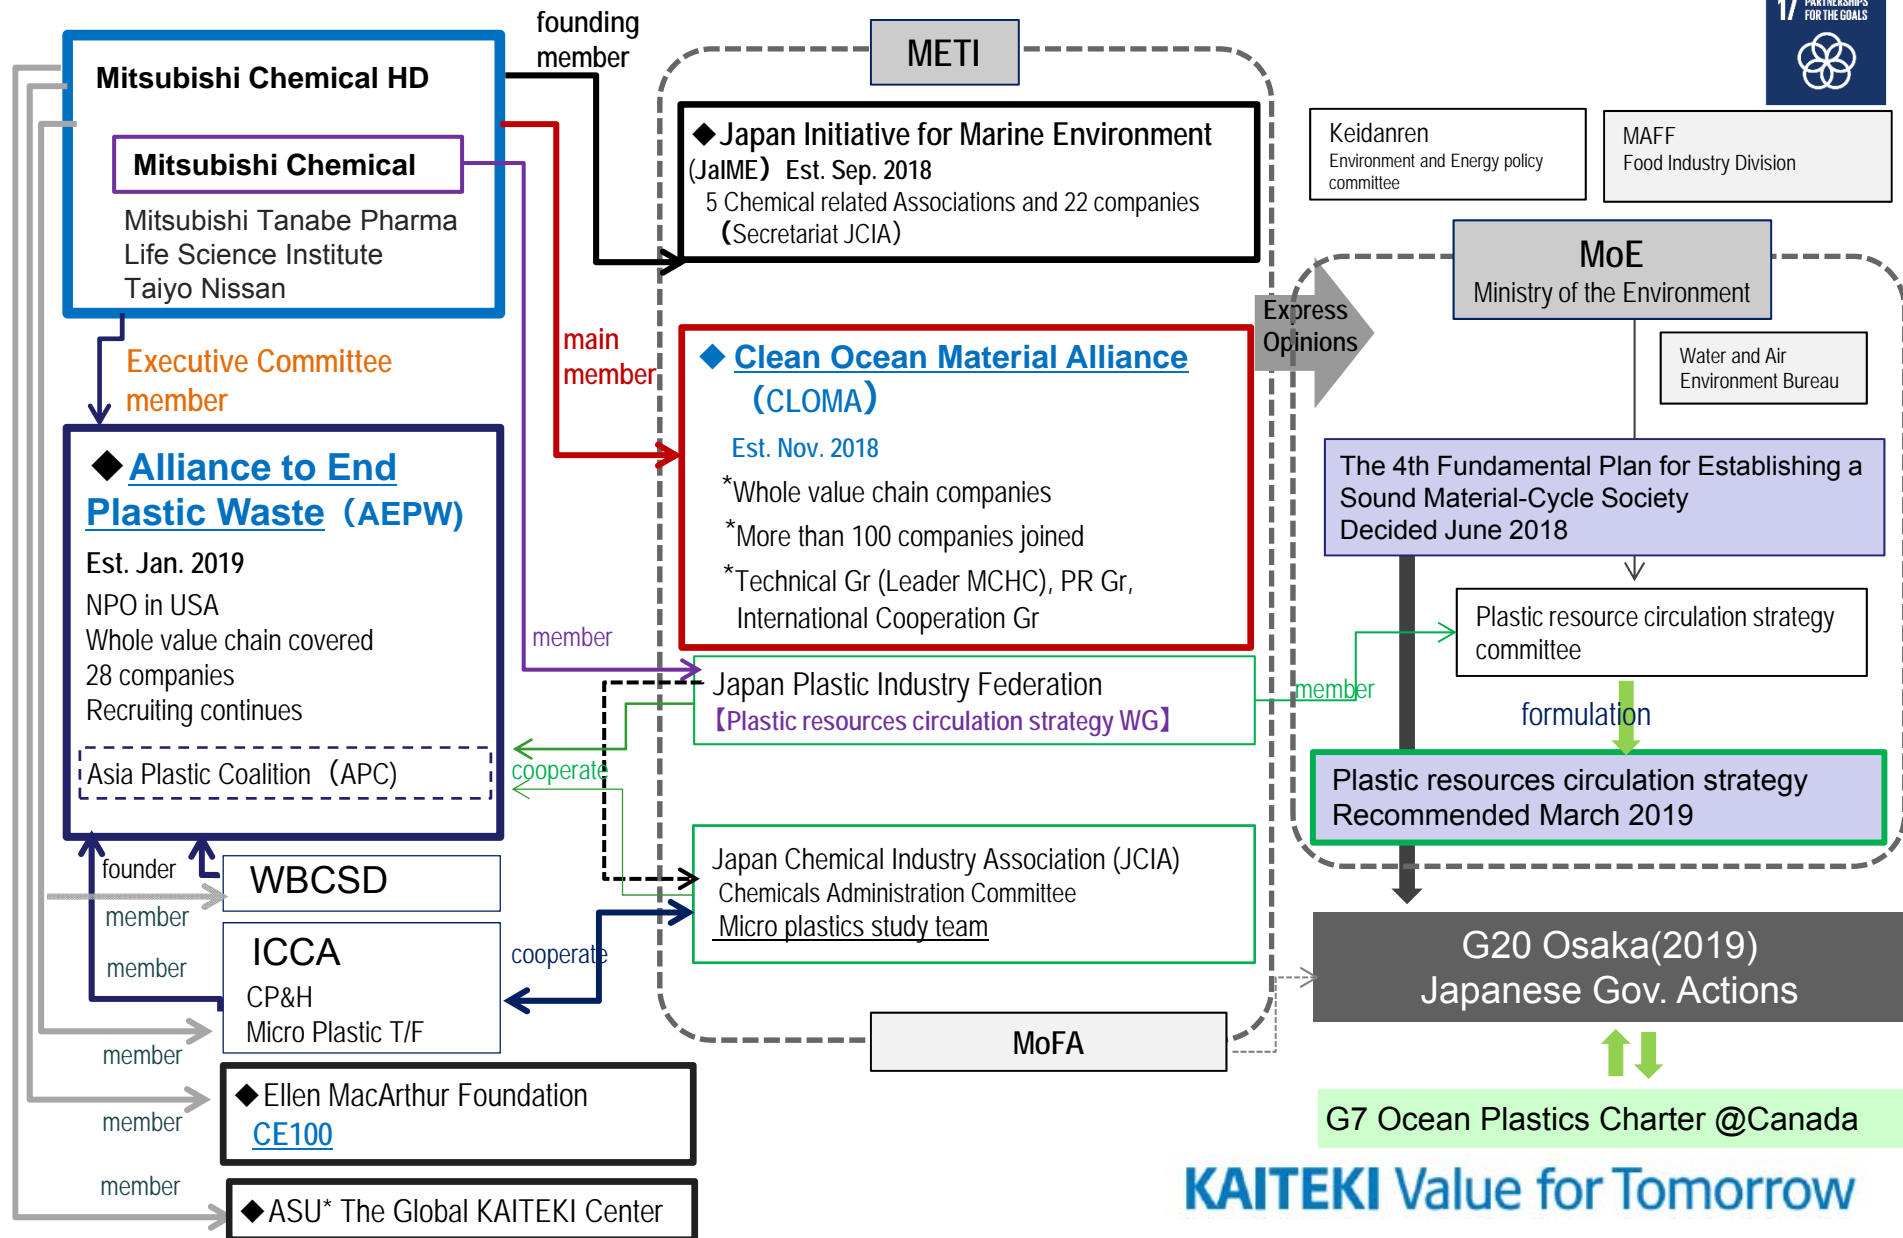 17 PARTNERSHIPS
FOR THE GOALS
founding
member
Mitsubishi Chemical HD
Mitsubishi Chemical
Mitsubishi Tanabe Pharma
Life Science Institute
Taiyo Nissan
METI
◆Japan Initiative for Marine Environment
(JaIME) Est. Sep. 2018
5 Chemical related Associations and 22 companies
(Secretariat JCIA)
Keidanren
Environment and Energy policy
committee
MAFF
Food Industry Division
MoE
Ministry of the Environment
Express
Opinions
Water and Air
Environment Bureau
main
member
Executive Committee
member
◆ Clean Ocean Material Alliance
(CLOMA)
Est. Nov. 2018
*Whole value chain companies
*More than 100 companies joined
*Technical Gr (Leader MCHC), PR Gr,
International Cooperation Gr
◆Alliance to End
Plastic Waste (AEPW)
Est. Jan. 2019
NPO in USA
Whole value chain covered
28 companies
Recruiting continues
Asia Plastic Coalition (APC)
The 4th Fundamental Plan for Establishing a
Sound Material-Cycle Society
Decided June 2018
Plastic resource circulation strategy
committee
member
Japan Plastic Industry Federation
【Plastic resources circulation strategy WG】
member
formulation
cooperate
Plastic resources circulation strategy
Recommended March 2019
Japan Chemical Industry Association (JCIA)
Chemicals Administration Committee
Micro plastics study team
founder
WBCSD
member
member
ICCA
CP&H
Micro Plastic T/F
cooperate
member
G20 Osaka(2019)
Japanese Gov. Actions
MoFA
◆Ellen MacArthur Foundation
CE100
member
G7 Ocean Plastics Charter @Canada
member
◆ASU* The Global KAITEKI Center
KAITEKI Value for Tomorrow